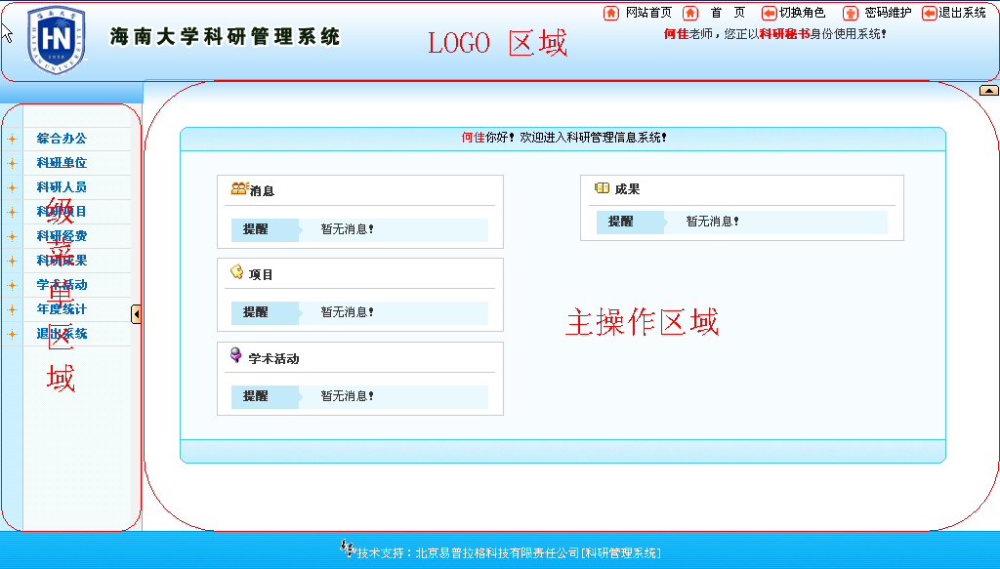 网站首页 首 页 切换角色 密码维护 退出系统
海南大学科研管理系统
何佳老师，您正以科研秘书身份使用系统！
LOGO 区域
HN
何佳你好！欢迎进入科研管理信息系统！
综合办公
科研单位
科研人员
科研项目
科研经费
科研成果
学术活动
年度统计
退出系统
级菜单区域
消息
提醒 暂无消息！
成果
提醒 暂无消息！
项目
提醒 暂无消息！
学术活动
提醒 暂无消息！
主操作区域
技术支持：北京易普拉格科技有限责任公司[科研管理系统]